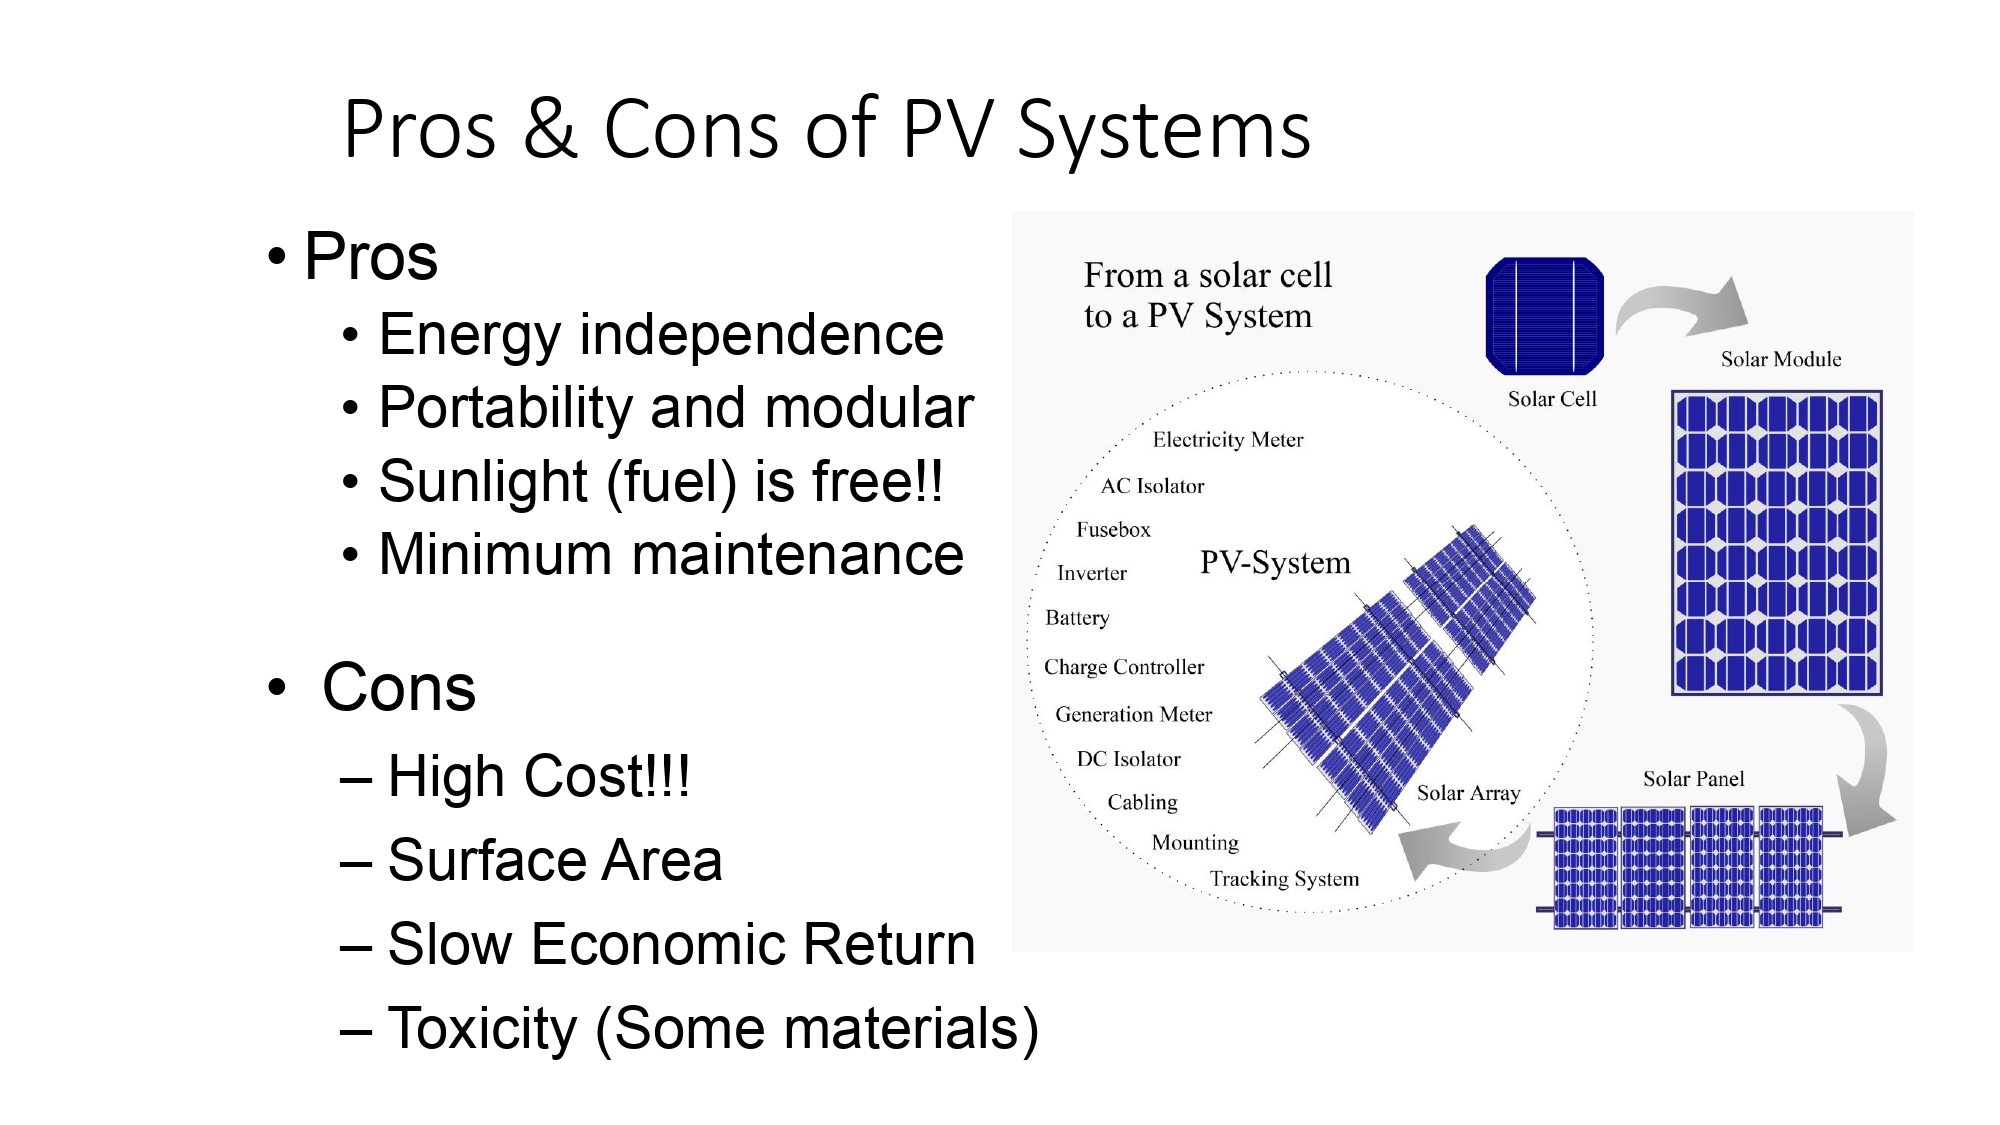 Pros & Cons of PV Systems
• Pros
• Energy independence
• Portability and modular
• Sunlight (fuel) is free!!
• Minimum maintenance
• Cons
– High Cost!!!
– Surface Area
– Slow Economic Return
– Toxicity (Some materials)
From a solar cell
to a PV System
Solar Cell
Solar Module
Solar Panel
Solar Array
PV-System
Electricity Meter
AC Isolator
Fusebox
Inverter
Battery
Charge Controller
Generation Meter
DC Isolator
Cabling
Mounting
Tracking System